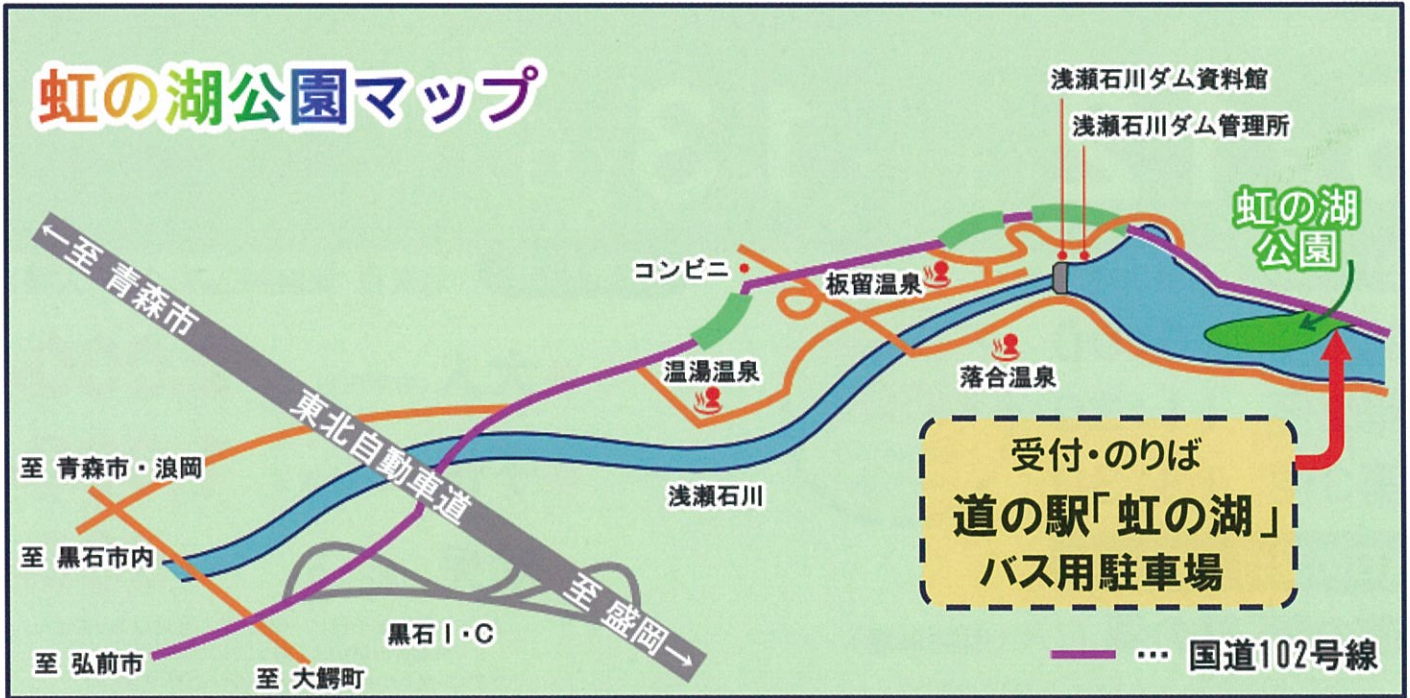 虹の湖公園マップ
浅瀬石川ダム資料館
浅瀬石川ダム管理所
虹の湖
公園
←至 青森市
コンビニ
板留温泉
温湯温泉
落合温泉
東北自動車道
至 青森市・浪岡
浅瀬石川
受付・のりば
道の駅「虹の湖」
バス用駐車場
至 黒石市内
至 盛岡→
黒石I・C
至 弘前市
至 大鰐町
… 国道102号線